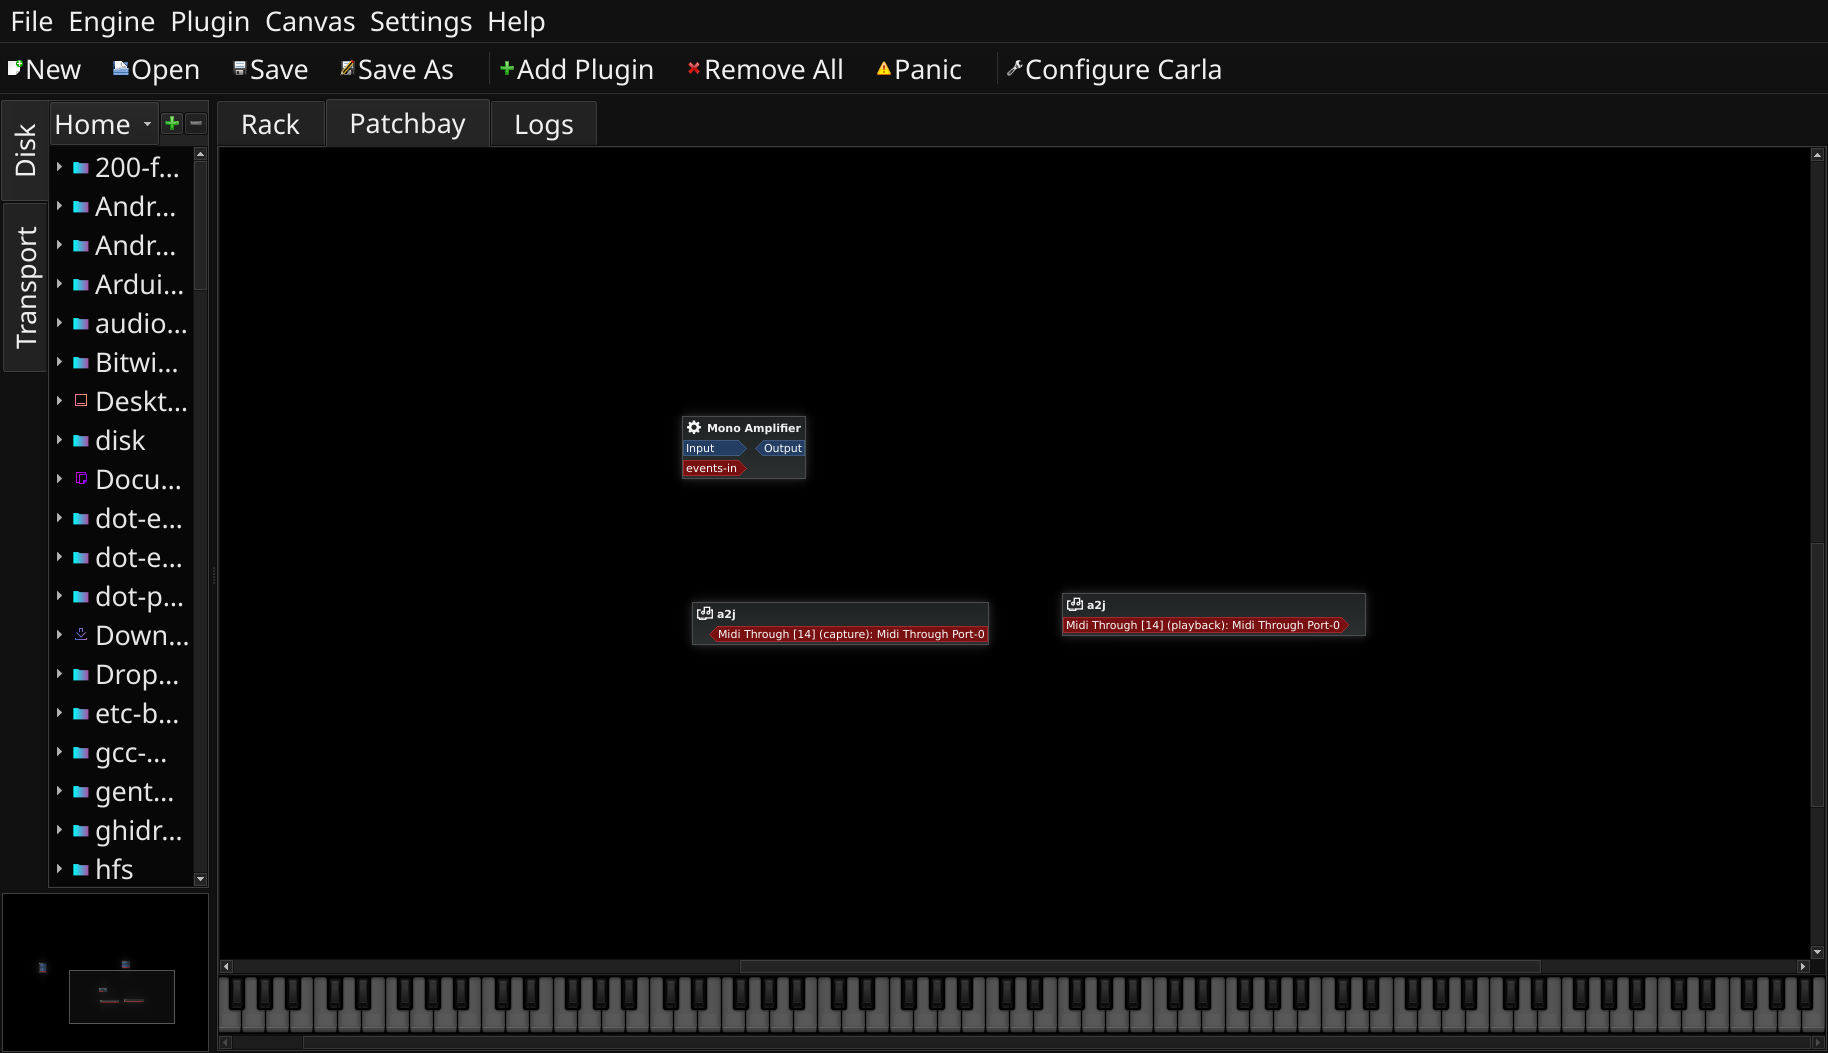 File Engine Plugin Canvas Settings Help
New Open Save Save As Add Plugin Remove All Panic Configure Carla
Disk
Transport
Home
200-f...
Andr...
Andr...
Ardui...
audio...
Bitwi...
Deskt...
disk
Docu...
dot-e...
dot-e...
dot-p...
Down...
Drop...
etc-b...
gcc-...
gent...
ghidr...
hfs
Rack Patchbay Logs
Mono Amplifier
Input Output
events-in
a2j
Midi Through [14] (capture): Midi Through Port-0
a2j
Midi Through [14] (playback): Midi Through Port-0